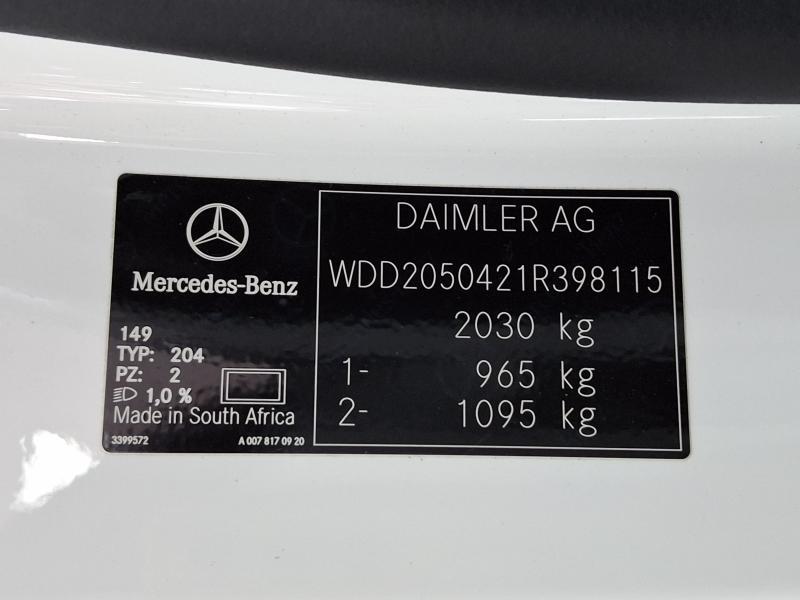 Mercedes-Benz
149
TYP: 204
PZ: 2
1,0 %
Made in South Africa
3399572 A 007 817 09 20
DAIMLER AG
WDD2050421R398115
2030 kg
1- 965 kg
2- 1095 kg